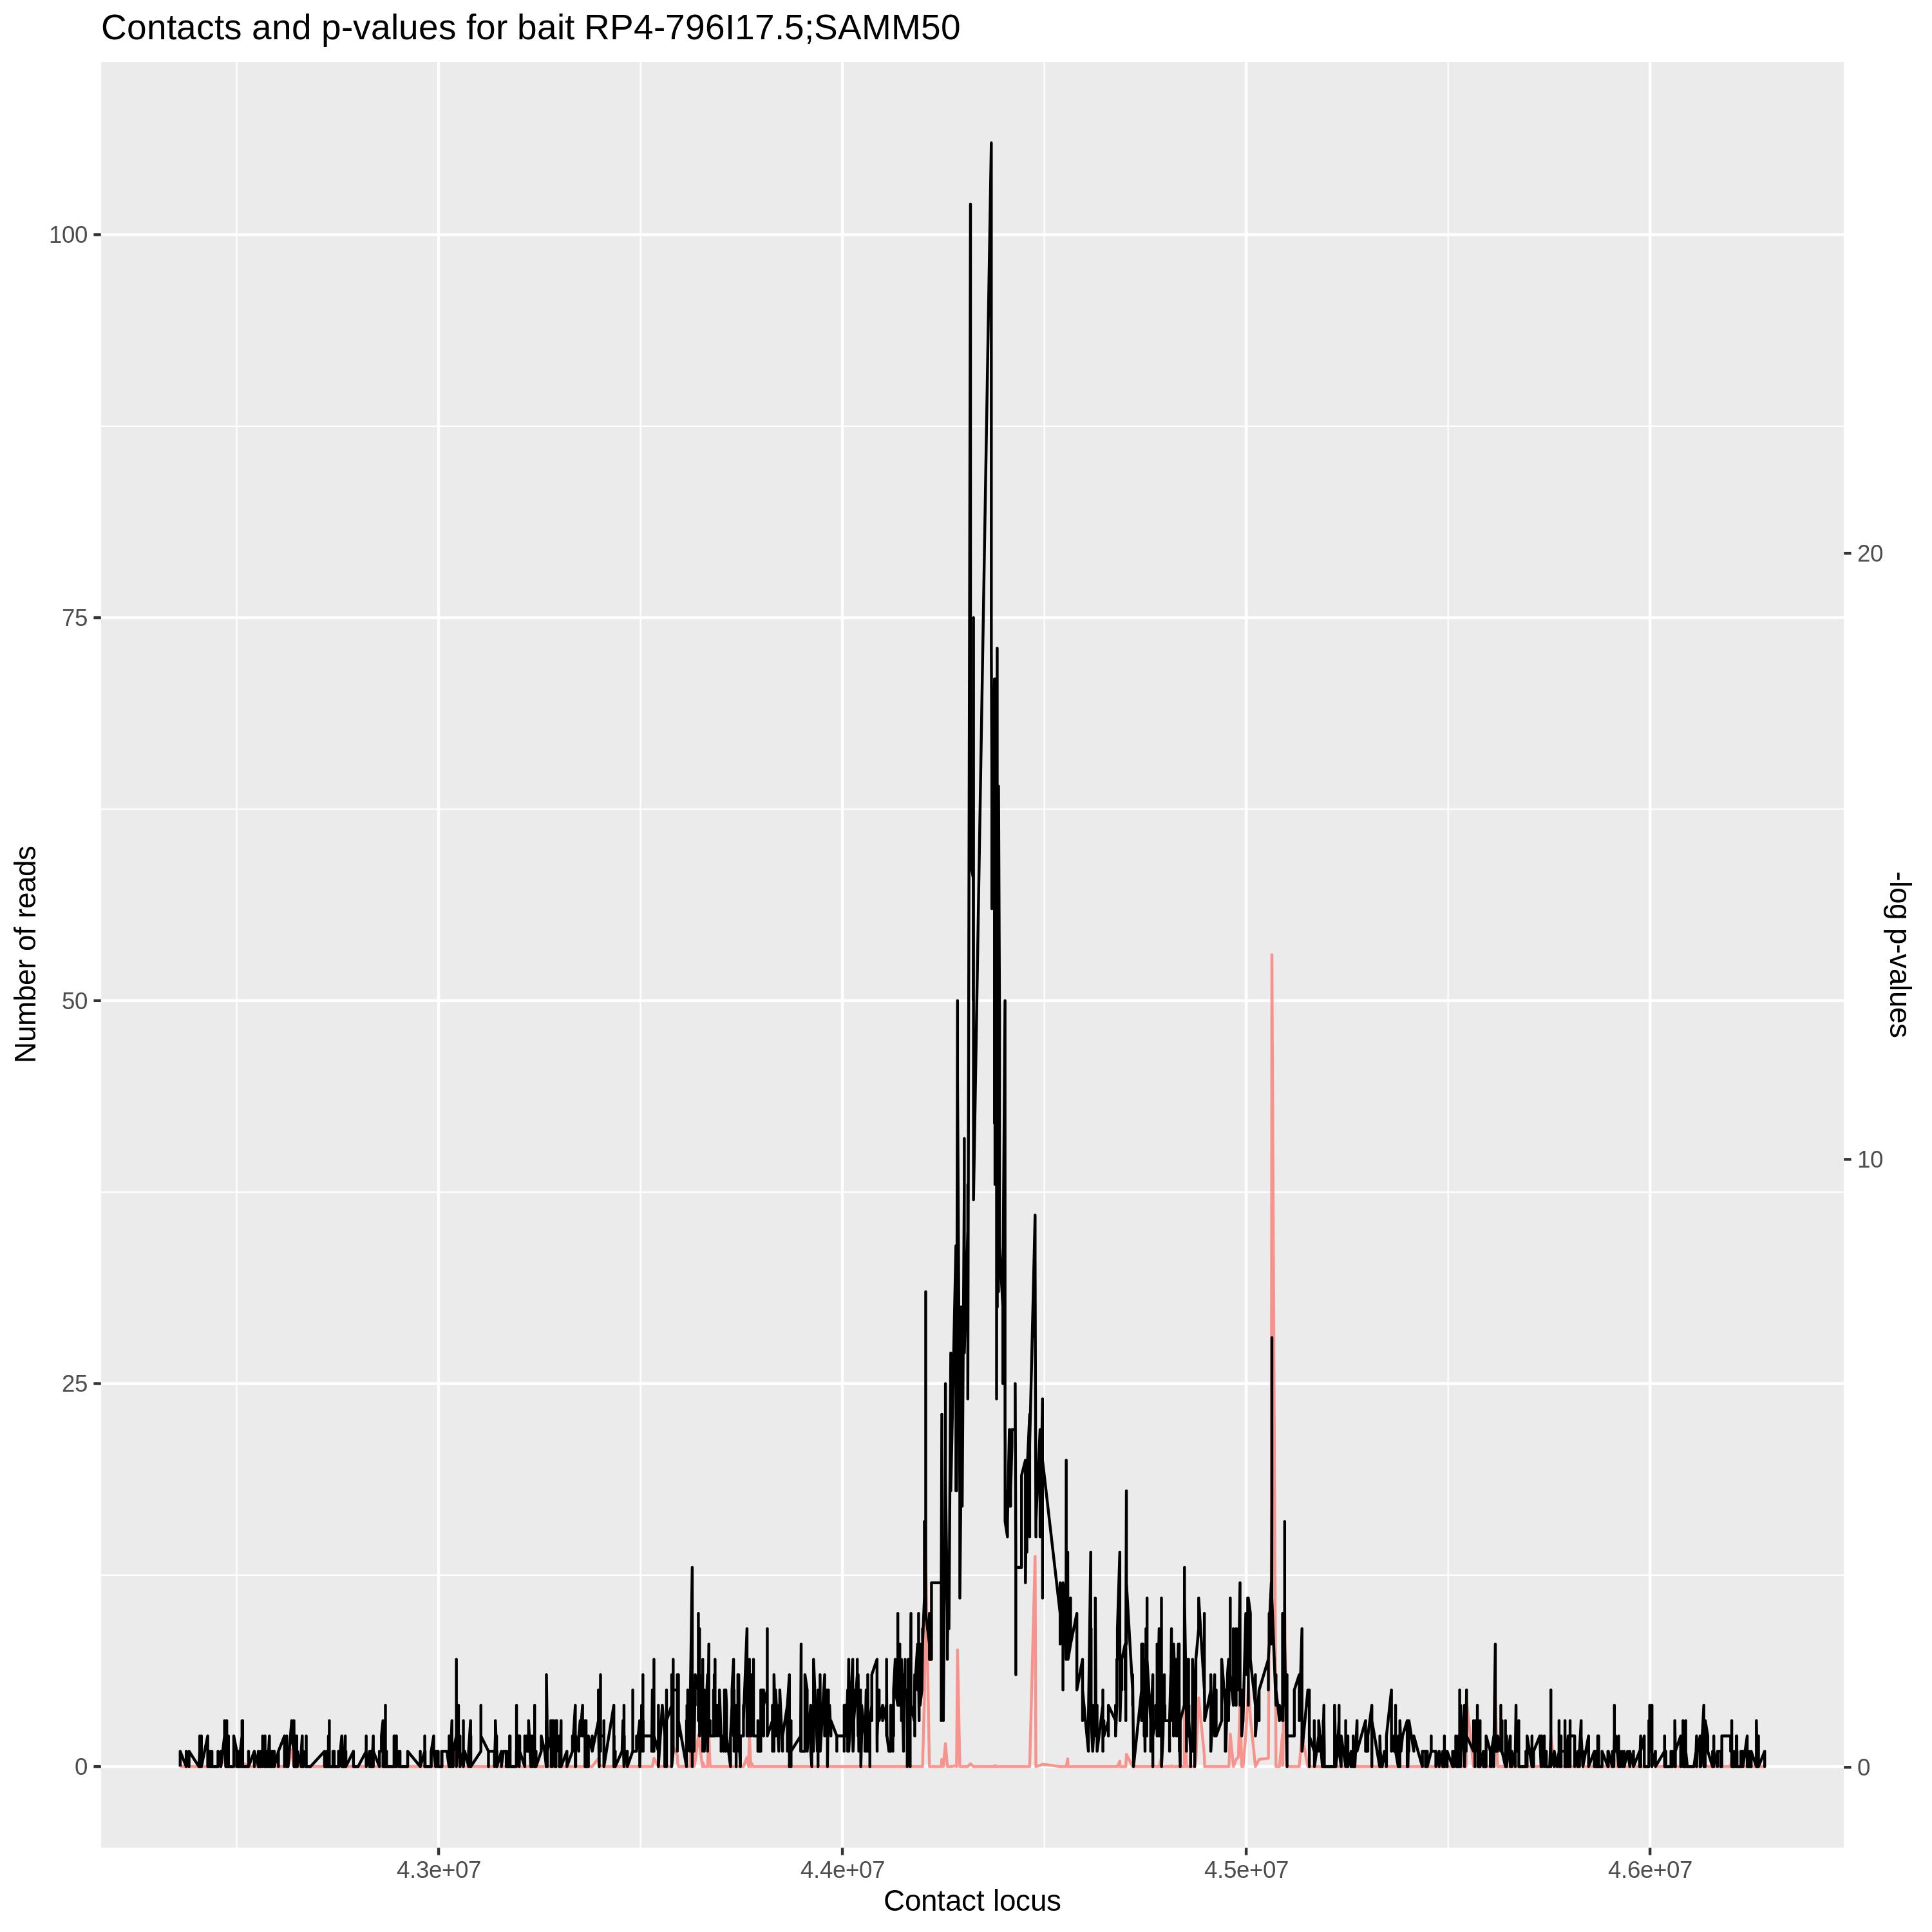 Contacts and p-values for bait RP4-796I17.5;SAMM50
100
75
50
25
0
Number of reads
20
10
0
-log p-values
4.3e+07
4.4e+07
4.5e+07
4.6e+07
Contact locus